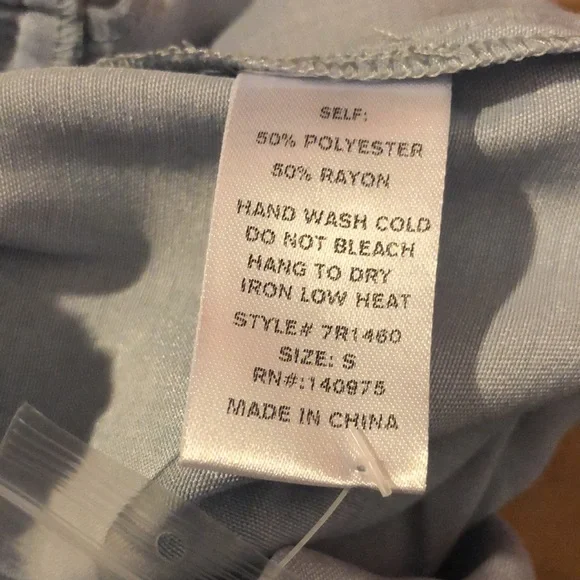 SELF:
50% POLYESTER
50% RAYON
HAND WASH COLD
DO NOT BLEACH
HANG TO DRY
IRON LOW HEAT
STYLE# 7R1460
SIZE: S
RN#:140975
MADE IN CHINA